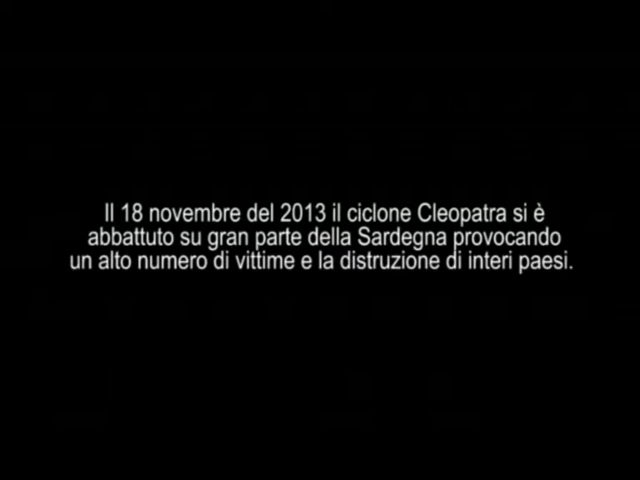 Il 18 novembre del 2013 il ciclone Cleopatra si è
abbattuto su gran parte della Sardegna provocando
un alto numero di vittime e la distruzione di interi paesi.